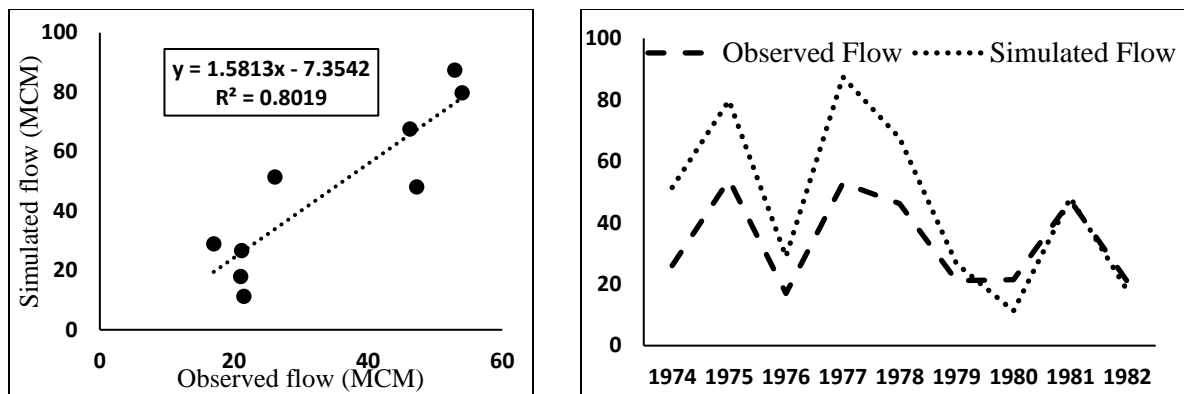 100
80
60
40
20
0
Simulated flow (MCM)
y = 1.5813x - 7.3542
R² = 0.8019
0 20 40 60
Observed flow (MCM)
100
80
60
40
20
0
Observed Flow Simulated Flow
1974 1975 1976 1977 1978 1979 1980 1981 1982